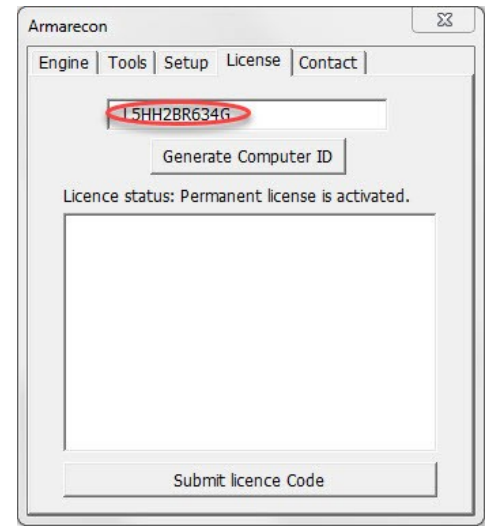 Armarecon
Engine Tools Setup License Contact
L5HH2BR634G
Generate Computer ID
Licence status: Permanent license is activated.
Submit licence Code